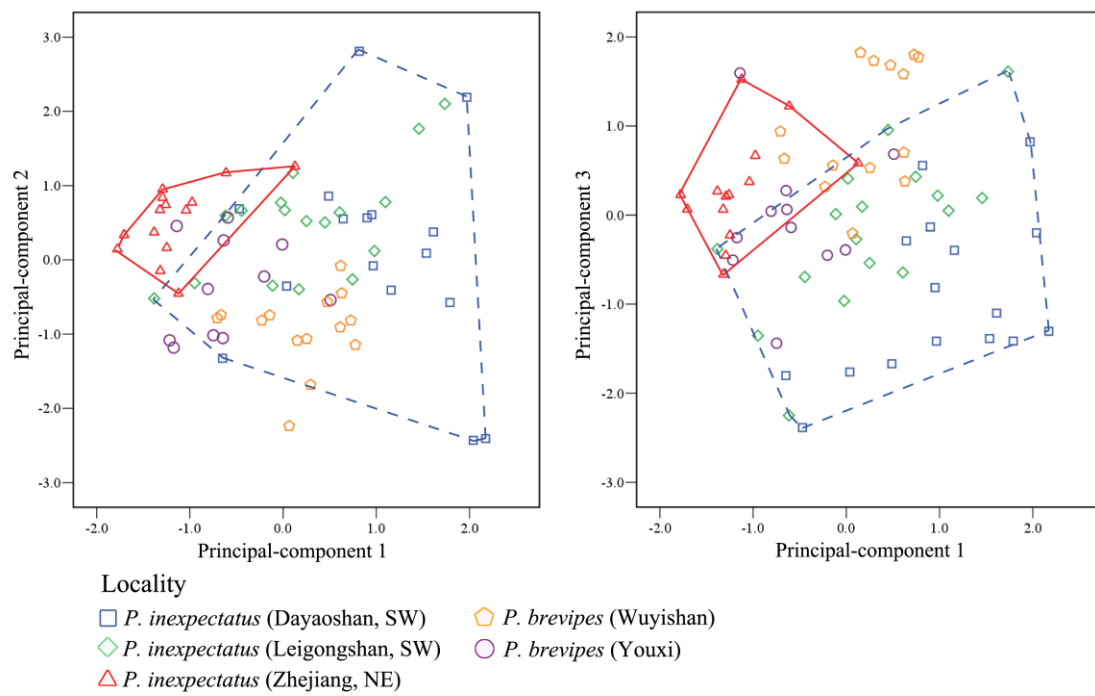 3.0
2.0
1.0
0.0
-1.0
-2.0
-3.0
Principal-component 2
-2.0 -1.0 0.0 1.0 2.0
Principal-component 1
2.0
1.0
0.0
-1.0
-2.0
-3.0
Principal-component 3
-2.0 -1.0 0.0 1.0 2.0
Principal-component 1
Locality
P. inexpectatus (Dayaoshan, SW)
P. inexpectatus (Leigongshan, SW)
P. inexpectatus (Zhejiang, NE)
P. brevipes (Wuyishan)
P. brevipes (Youxi)